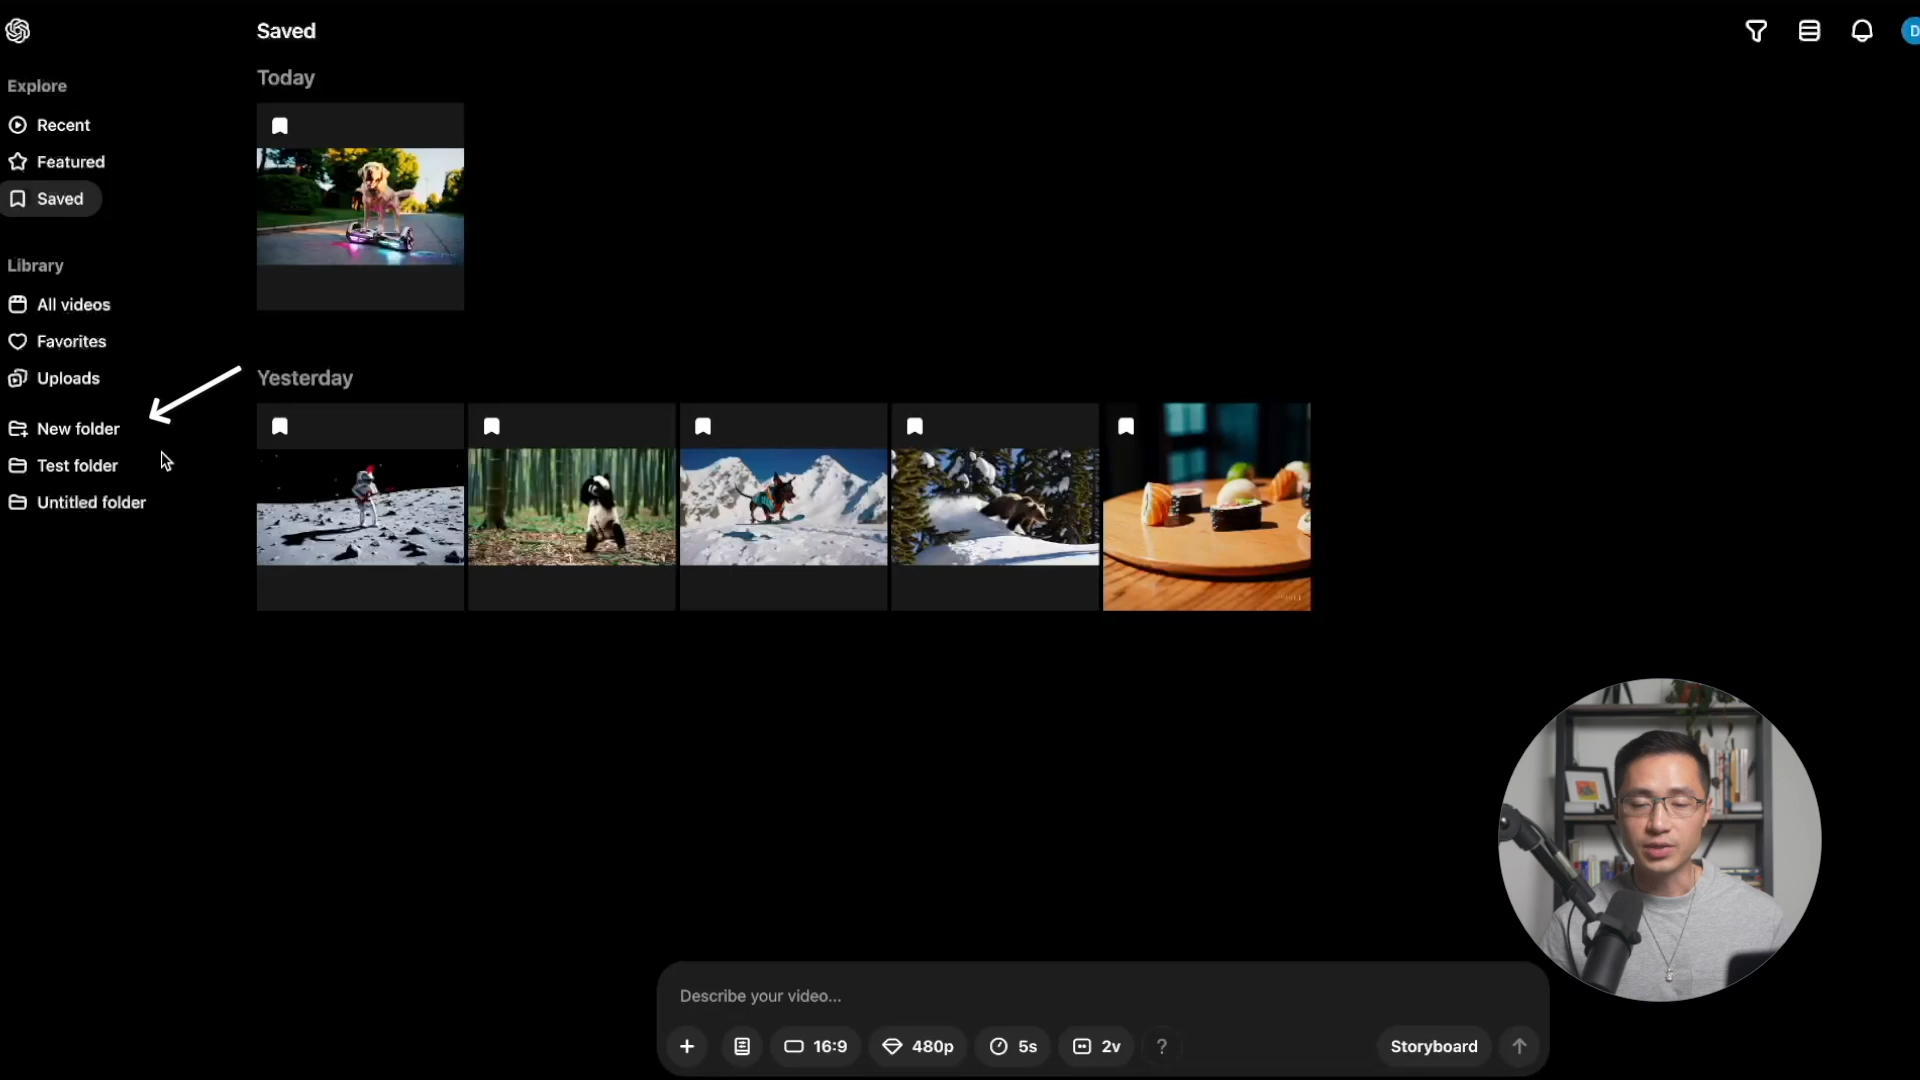 Saved
D
Explore
Recent
Featured
Saved
Library
All videos
Favorites
Uploads
New folder
Test folder
Untitled folder
Today
Yesterday
Describe your video...
+
16:9
480p
5s
2v
?
Storyboard